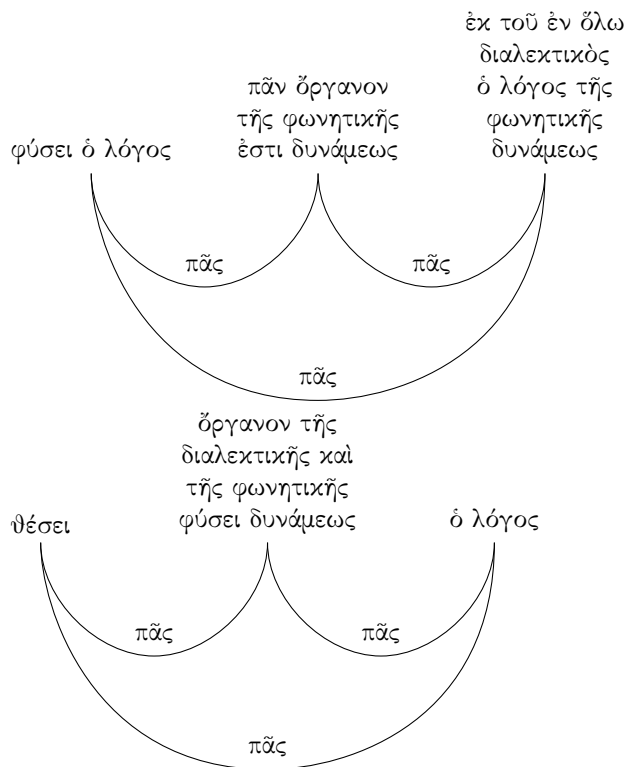 ἐκ τοῦ ἐν ὅλω
διαλεκτικὸς
ὁ λόγος τῆς
φωνητικῆς
δυνάμεως
πᾶν ὄργανον
τῆς φωνητικῆς
ἐστι δυνάμεως
φύσει ὁ λόγος
πᾶς
πᾶς
πᾶς
ὄργανον τῆς
διαλεκτικῆς καὶ
τῆς φωνητικῆς
φύσει δυνάμεως
θέσει
ὁ λόγος
πᾶς
πᾶς
πᾶς